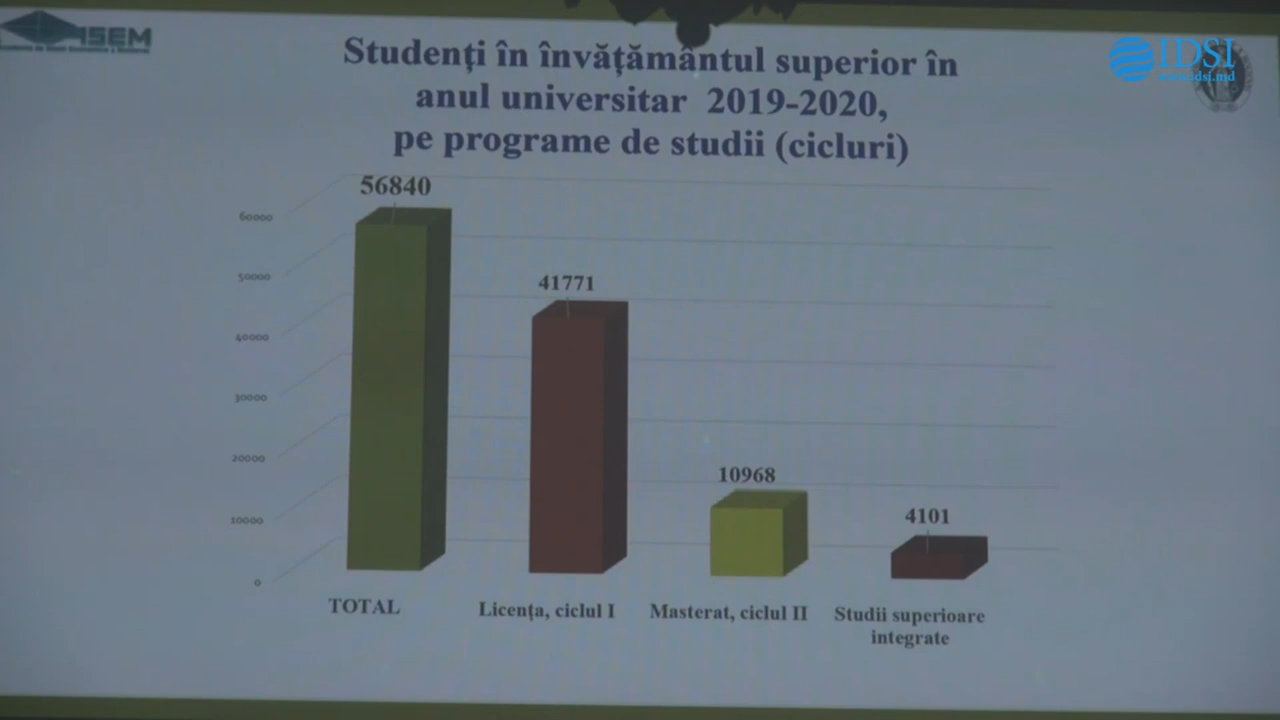 ASEM
IDSI
www.idsi.md
Studenți în învățământul superior în
anul universitar 2019-2020,
pe programe de studii (cicluri)
56840
60000
50000
41771
40000
30000
20000
10968
10000
4101
0
TOTAL
Licența, ciclul I
Masterat, ciclul II
Studii superioare
integrate